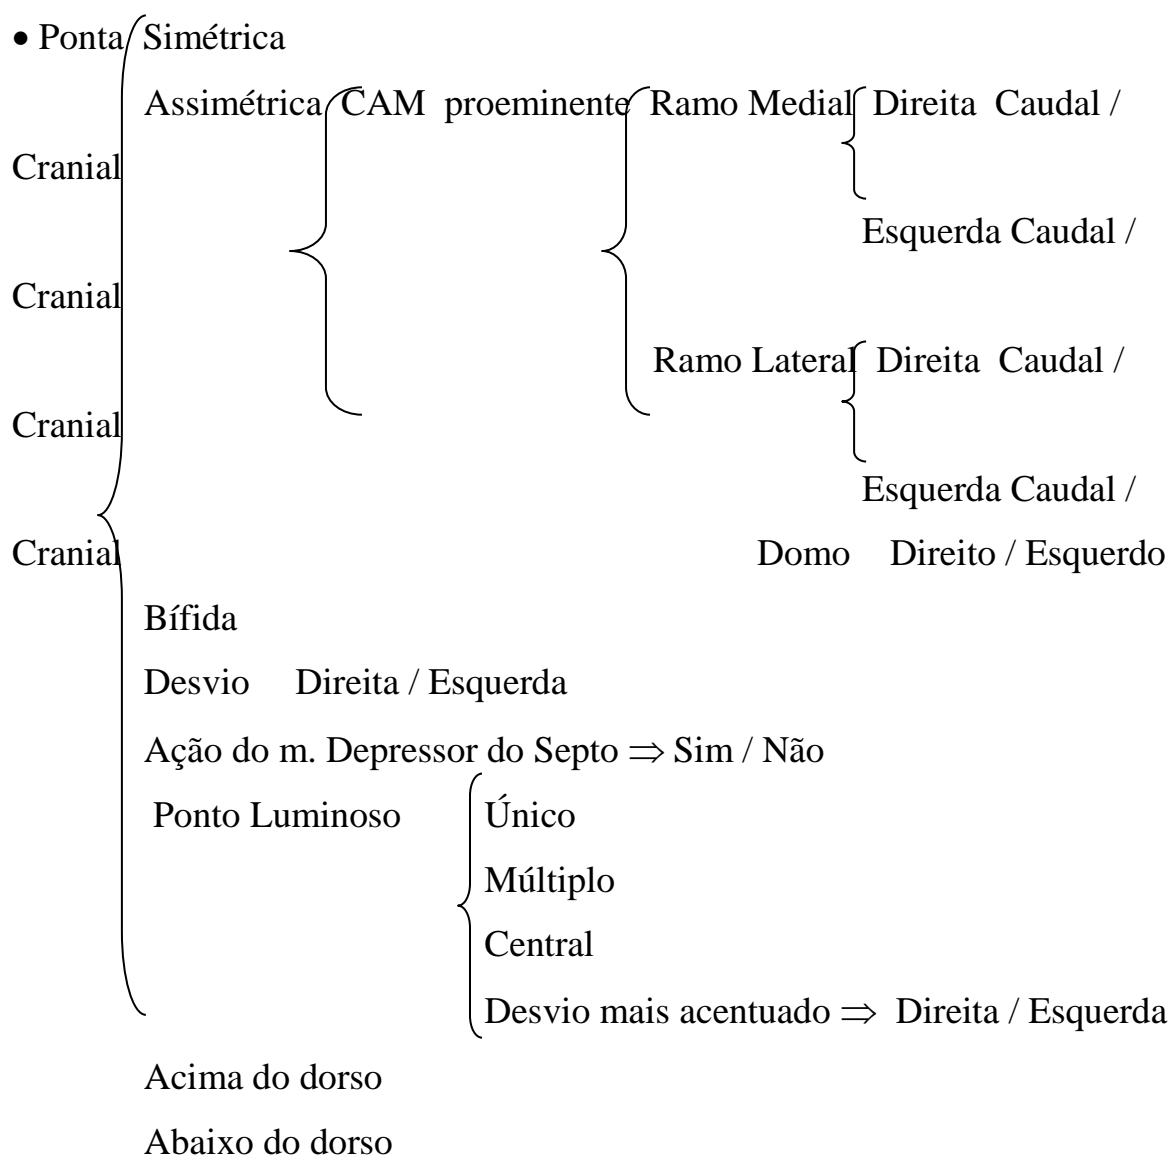 • Ponta Simétrica
Assimétrica CAM proeminente Ramo Medial Direita Caudal /
Cranial
Esquerda Caudal /
Cranial
Ramo Lateral Direita Caudal /
Cranial
Esquerda Caudal /
Cranial Domo Direito / Esquerdo
Bífida
Desvio Direita / Esquerda
Ação do m. Depressor do Septo ⇒ Sim / Não
Ponto Luminoso Único
Múltiplo
Central
Desvio mais acentuado ⇒ Direita / Esquerda
Acima do dorso
Abaixo do dorso